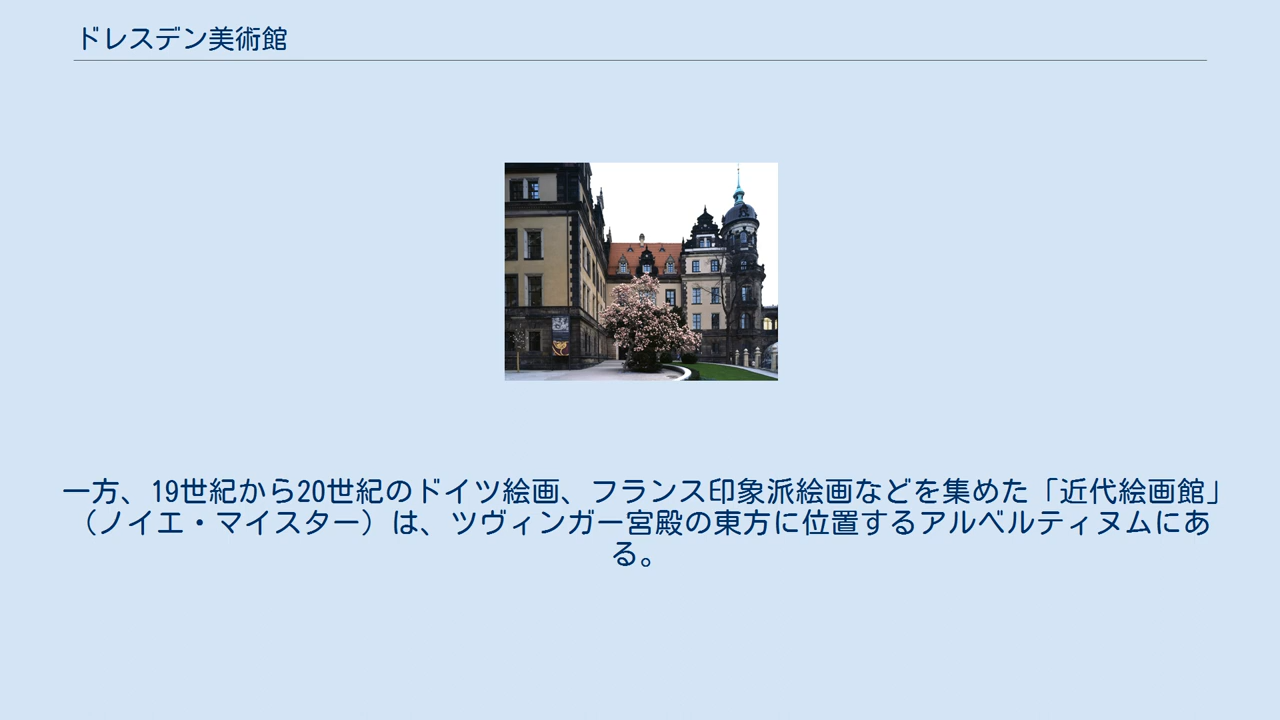 ドレスデン美術館
一方、19世紀から20世紀のドイツ絵画、フランス印象派絵画などを集めた「近代絵画館」
（ノイエ・マイスター）は、ツヴィンガー宮殿の東方に位置するアルベルティヌムにあ
る。